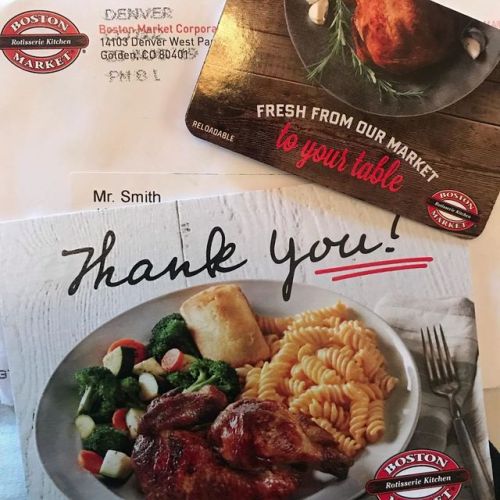 BOSTON
Rotisserie Kitchen
MARKET
DENVER
Boston Market Corpora
14103 Denver West Pa
Golden, CO 80401
PM 8 L
RELOADABLE
FRESH FROM OUR MARKET
to your table
BOSTON
Rotisserie Kitchen
MARKET
Mr. Smith
Thank you!
BOSTON
Rotisserie Kitchen
MARKET